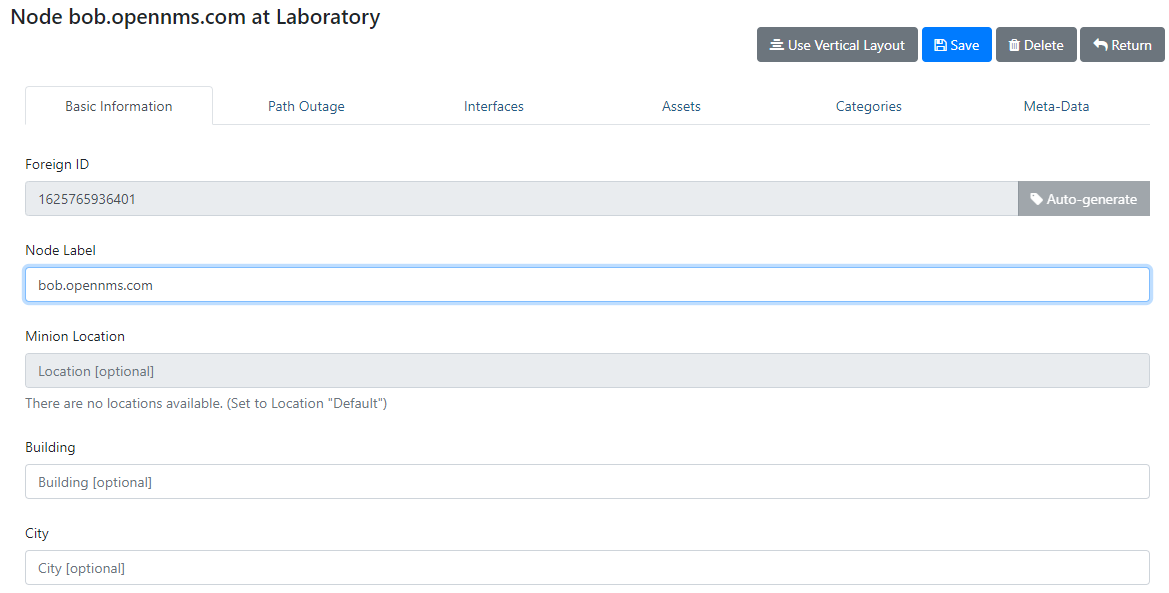 Node bob.opennms.com at Laboratory
Use Vertical Layout Save Delete Return
Basic Information Path Outage Interfaces Assets Categories Meta-Data
Foreign ID
1625765936401 Auto-generate
Node Label
bob.opennms.com
Minion Location
Location [optional]
There are no locations available. (Set to Location "Default")
Building
Building [optional]
City
City [optional]